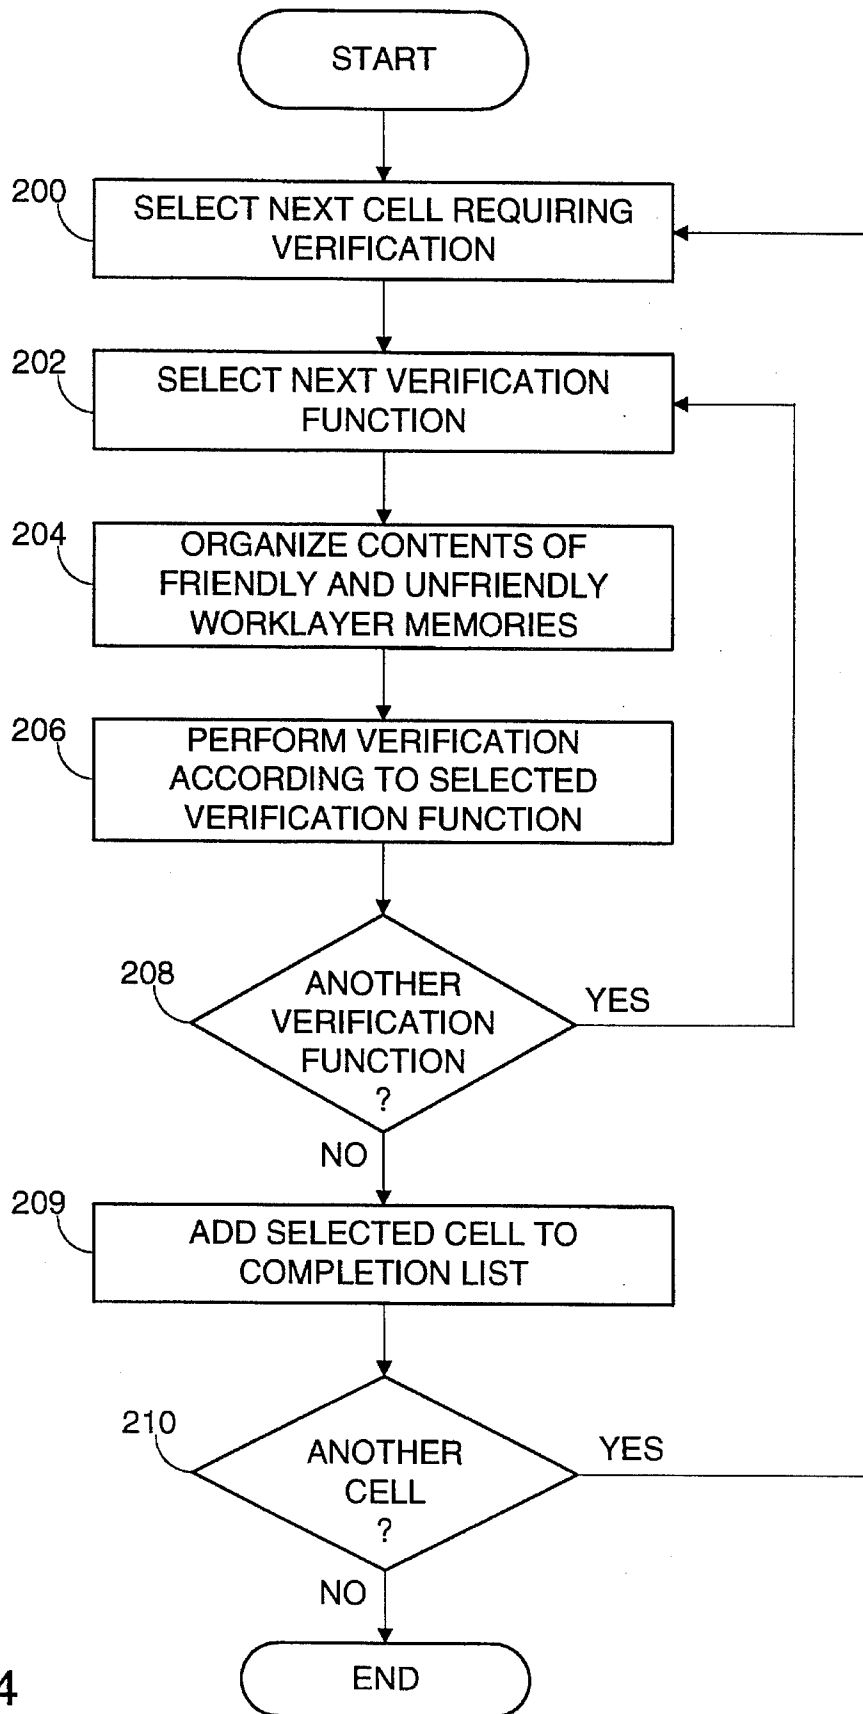 START
200
SELECT NEXT CELL REQUIRING
VERIFICATION
202
SELECT NEXT VERIFICATION
FUNCTION
204
ORGANIZE CONTENTS OF
FRIENDLY AND UNFRIENDLY
WORKLAYER MEMORIES
206
PERFORM VERIFICATION
ACCORDING TO SELECTED
VERIFICATION FUNCTION
208
ANOTHER
VERIFICATION
FUNCTION
?
YES
NO
209
ADD SELECTED CELL TO
COMPLETION LIST
210
ANOTHER
CELL
?
YES
NO
END
4